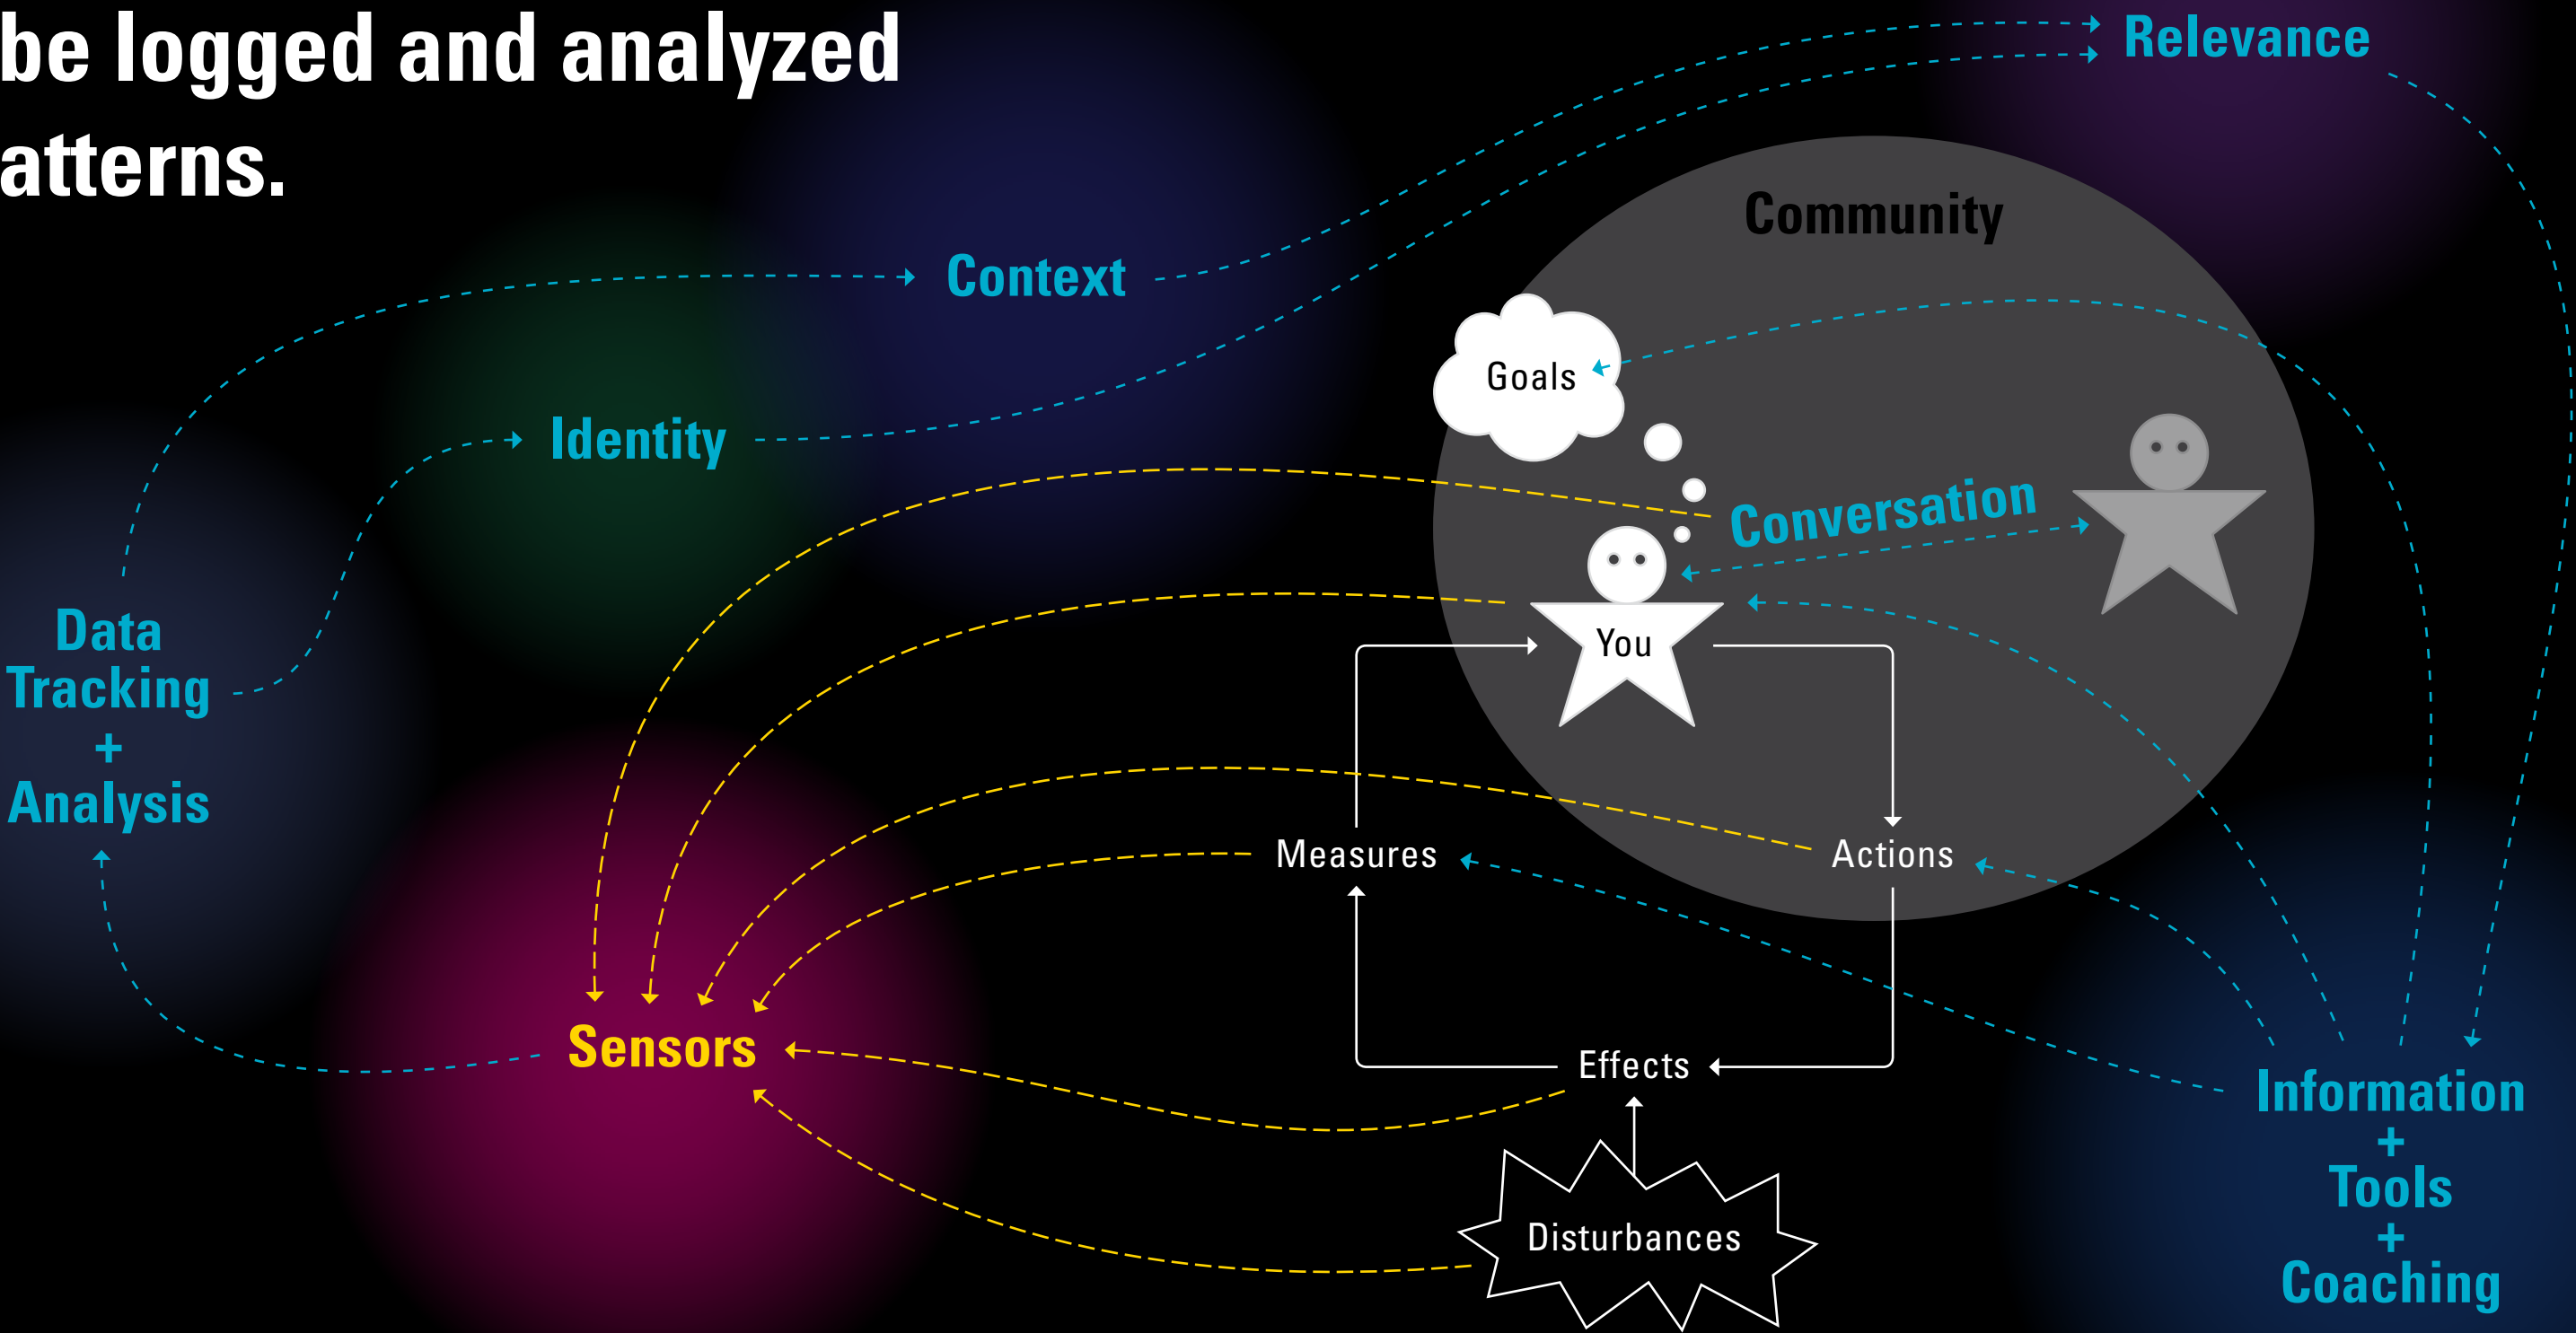 be logged and analyzed
atterns.
Relevance
Community
Context
Goals
Identity
Conversation
Data
Tracking
+
Analysis
You
Measures
Actions
Sensors
Effects
Information
+
Tools
+
Coaching
Disturbances